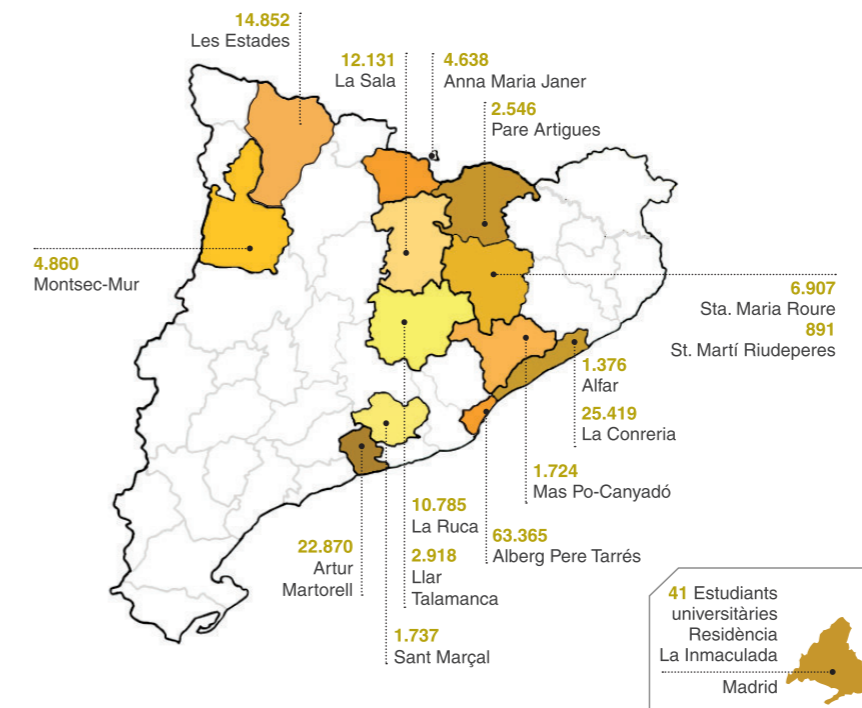 14.852
Les Estades
12.131
La Sala
4.638
Anna Maria Janer
2.546
Pare Artigues
4.860
Montsec-Mur
6.907
Sta. Maria Roure
891
St. Martí Riudeperes
1.376
Alfar
25.419
La Conreria
1.724
Mas Po-Canyadó
10.785
La Ruca
2.918
Llar
Talamanca
63.365
Alberg Pere Tarrés
22.870
Artur
Martorell
1.737
Sant Marçal
41 Estudiants
universitàries
Residència
La Inmaculada
Madrid